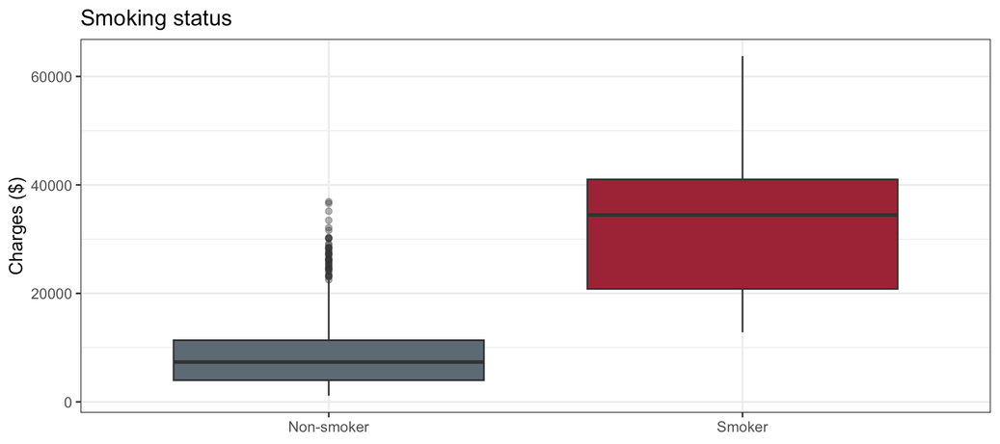 Smoking status
Charges ($)
60000
40000
20000
0
Non-smoker
Smoker